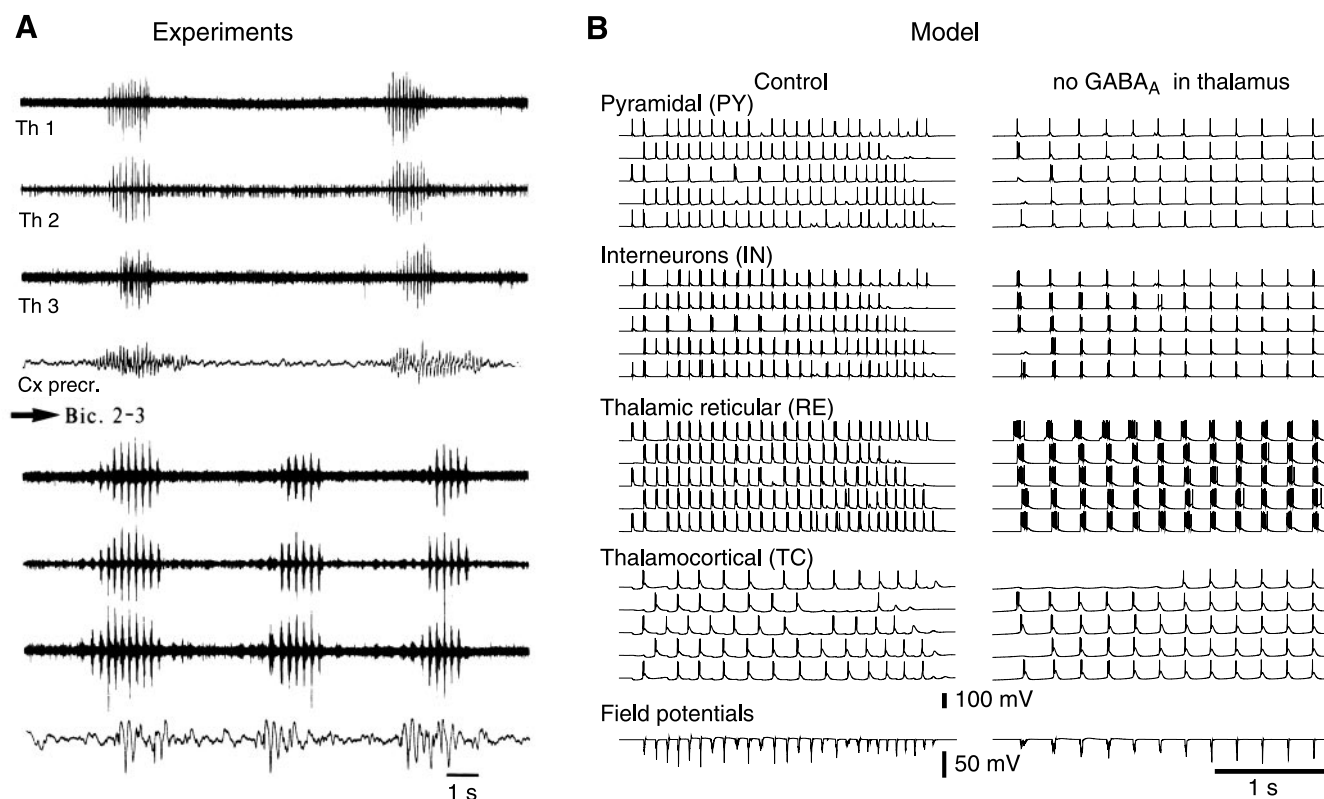 A
Experiments
Th 1
Th 2
Th 3
Cx precr.
Bic. 2-3
1 s
B
Model
Control
no GABAA in thalamus
Pyramidal (PY)
Interneurons (IN)
Thalamic reticular (RE)
Thalamocortical (TC)
100 mV
Field potentials
50 mV
1 s